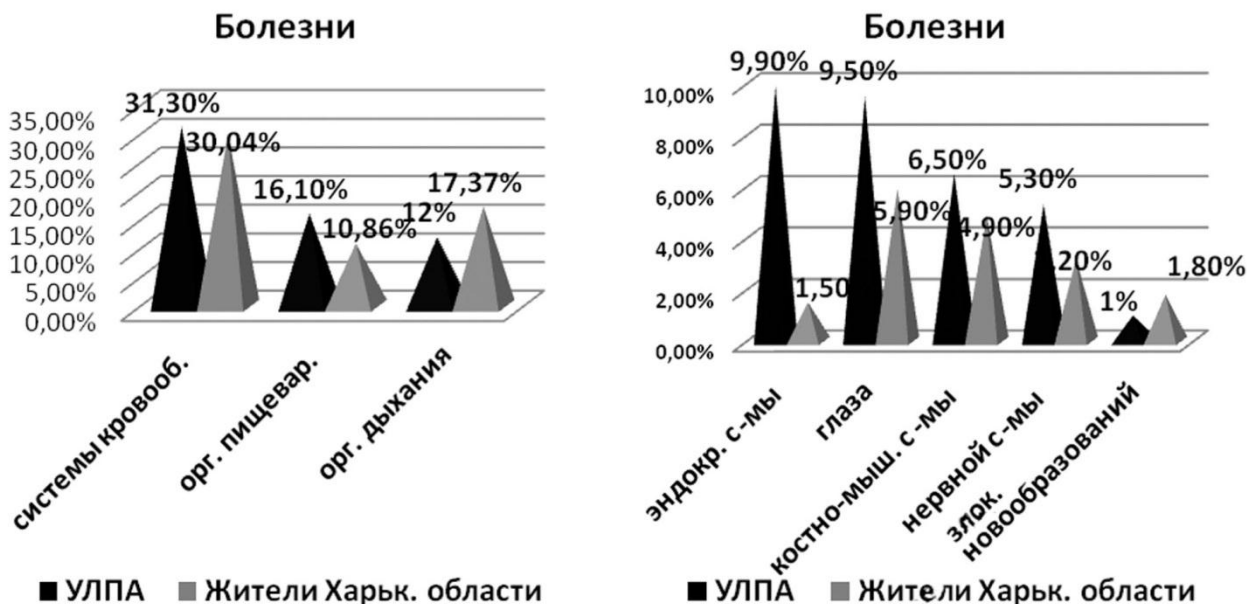 Болезни
31,30%
30,04%
16,10%
10,86%
12%
17,37%
35,00%
30,00%
25,00%
20,00%
15,00%
10,00%
5,00%
0,00%
системы кровооб.
орг. пищевар.
орг. дыхания
УЛПА Жители Харьк. области
Болезни
9,90%
9,50%
6,50%
5,30%
5,90%
4,90%
1,80%
1%
10,00%
8,00%
6,00%
4,00%
2,00%
0,00%
эндокр. с-мы
глаза
костно-мыш. с-мы
нервной с-мы
злок.
новообразований
УЛПА Жители Харьк. области